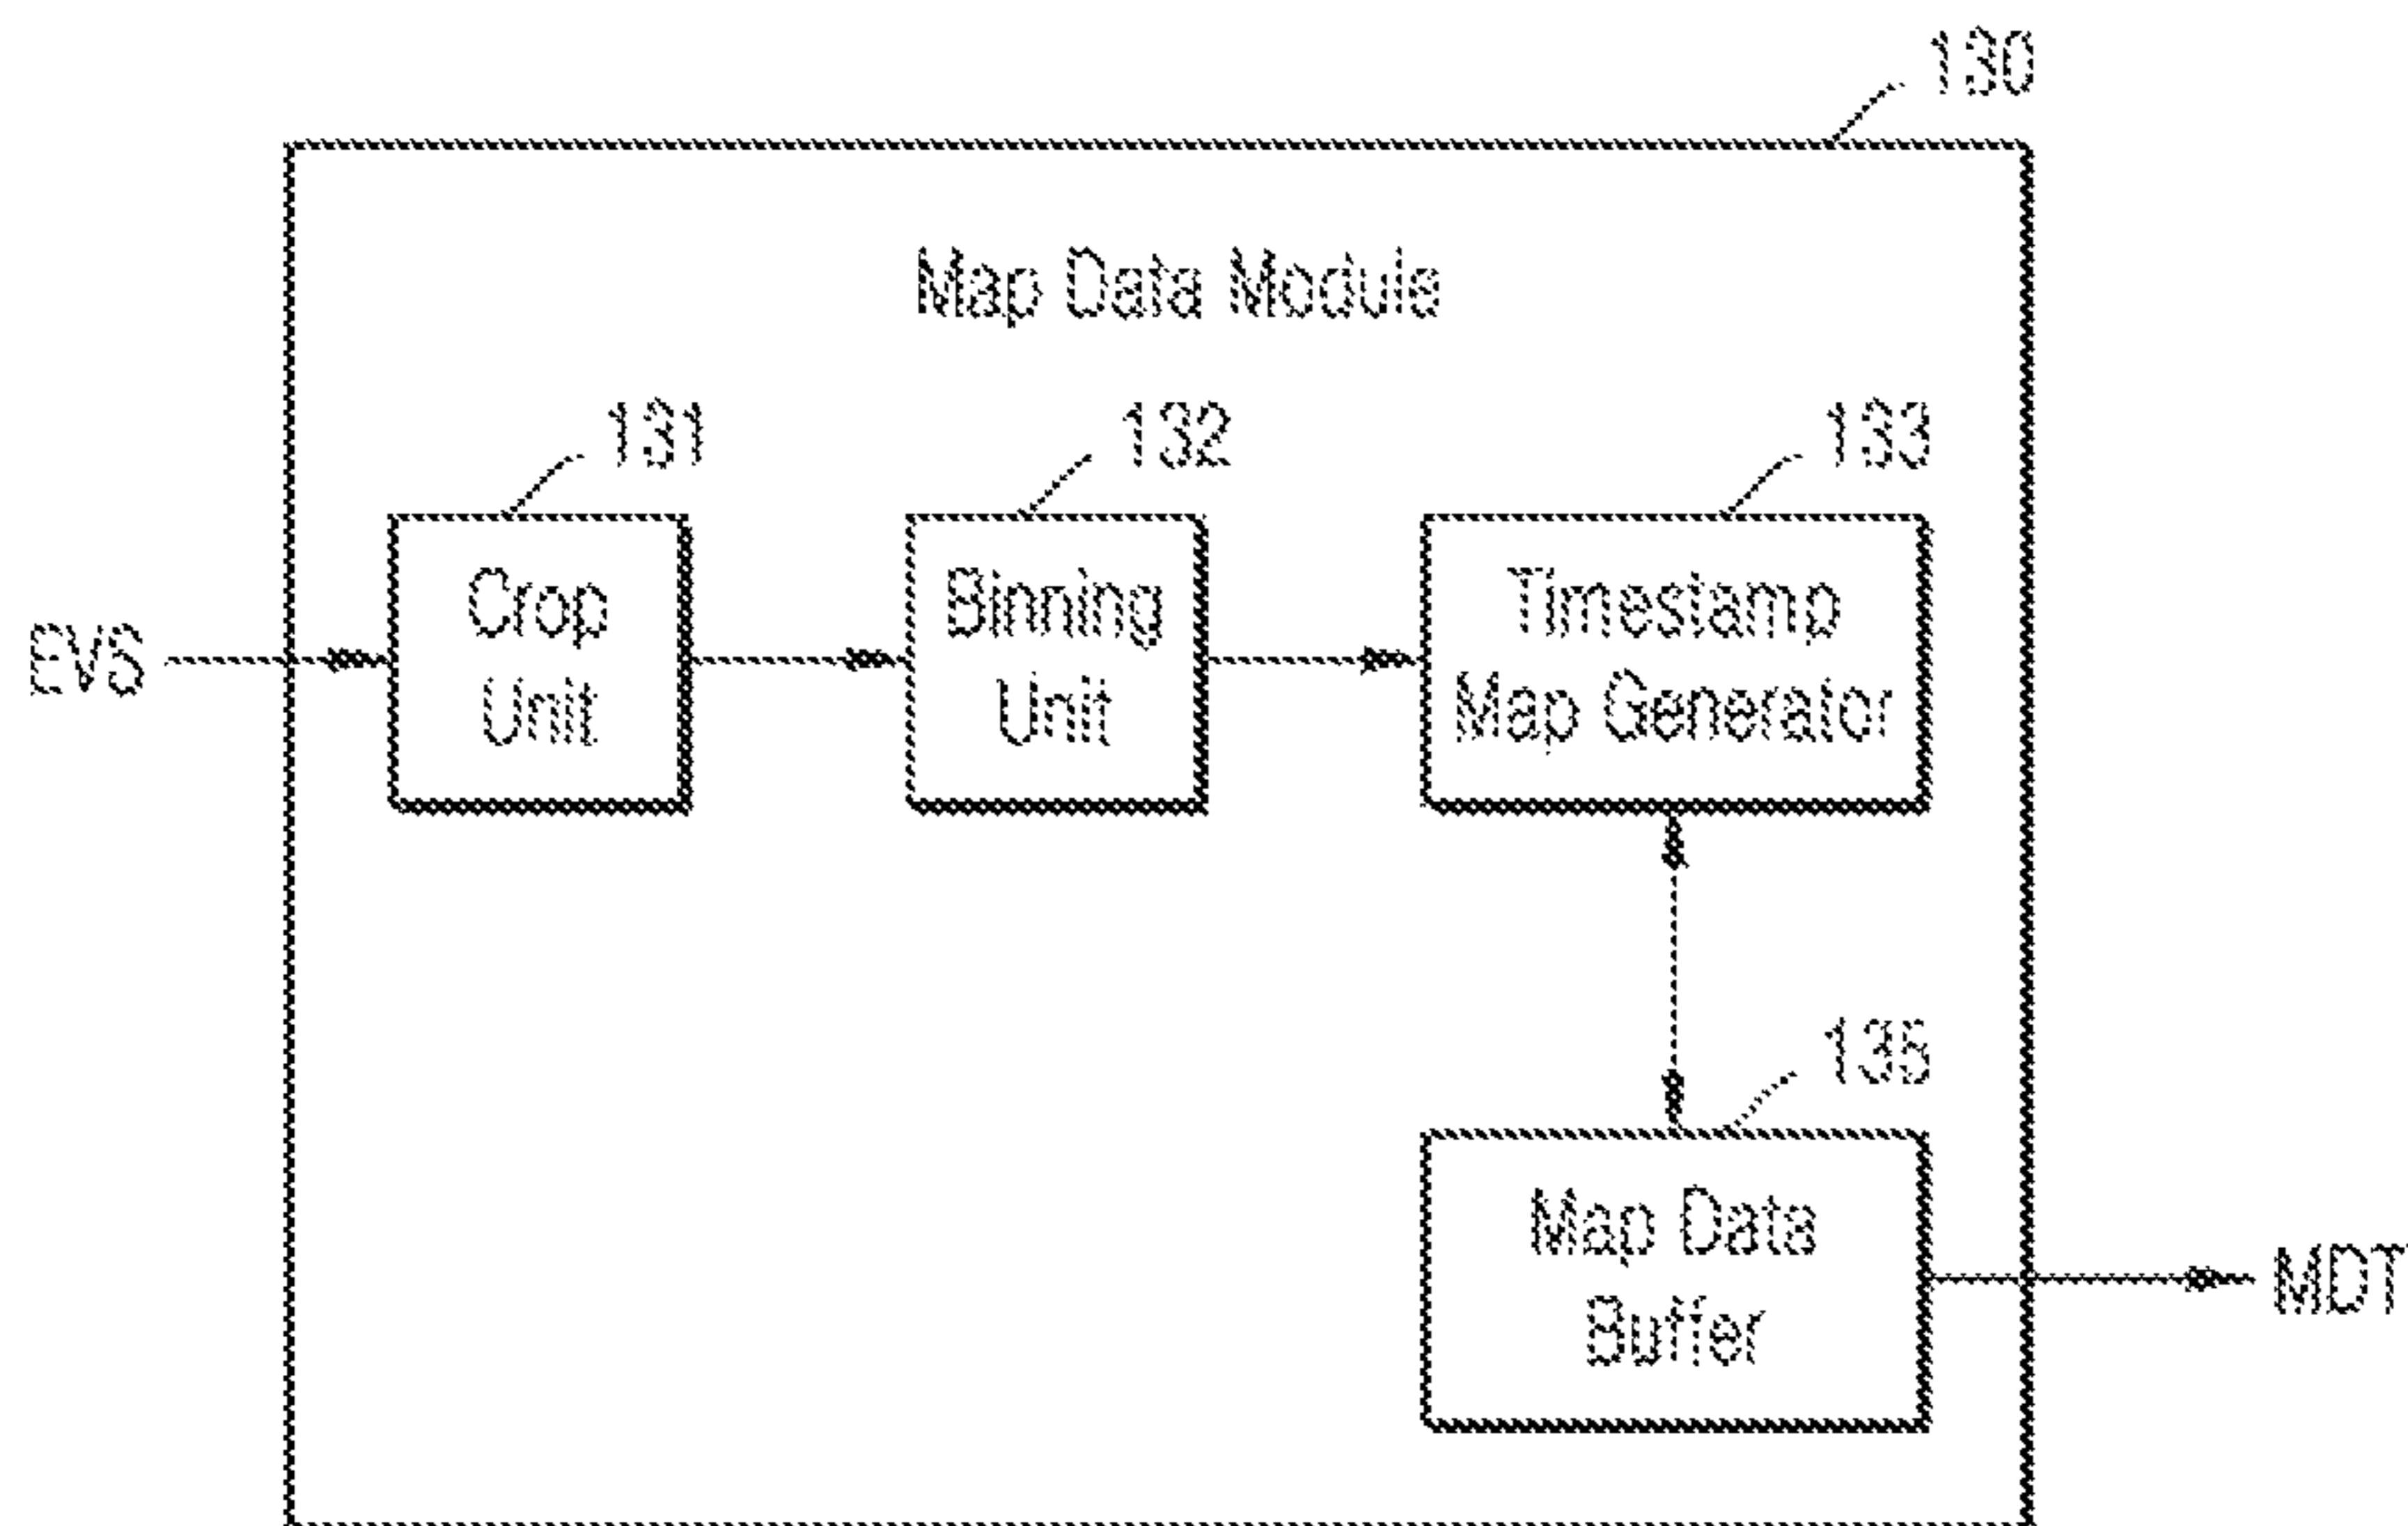 130
Map Data Module
131
132
133
EVS
Crop
Unit
Binning
Unit
Timestamp
Map Generator
135
Map Data
Buffer
MDT